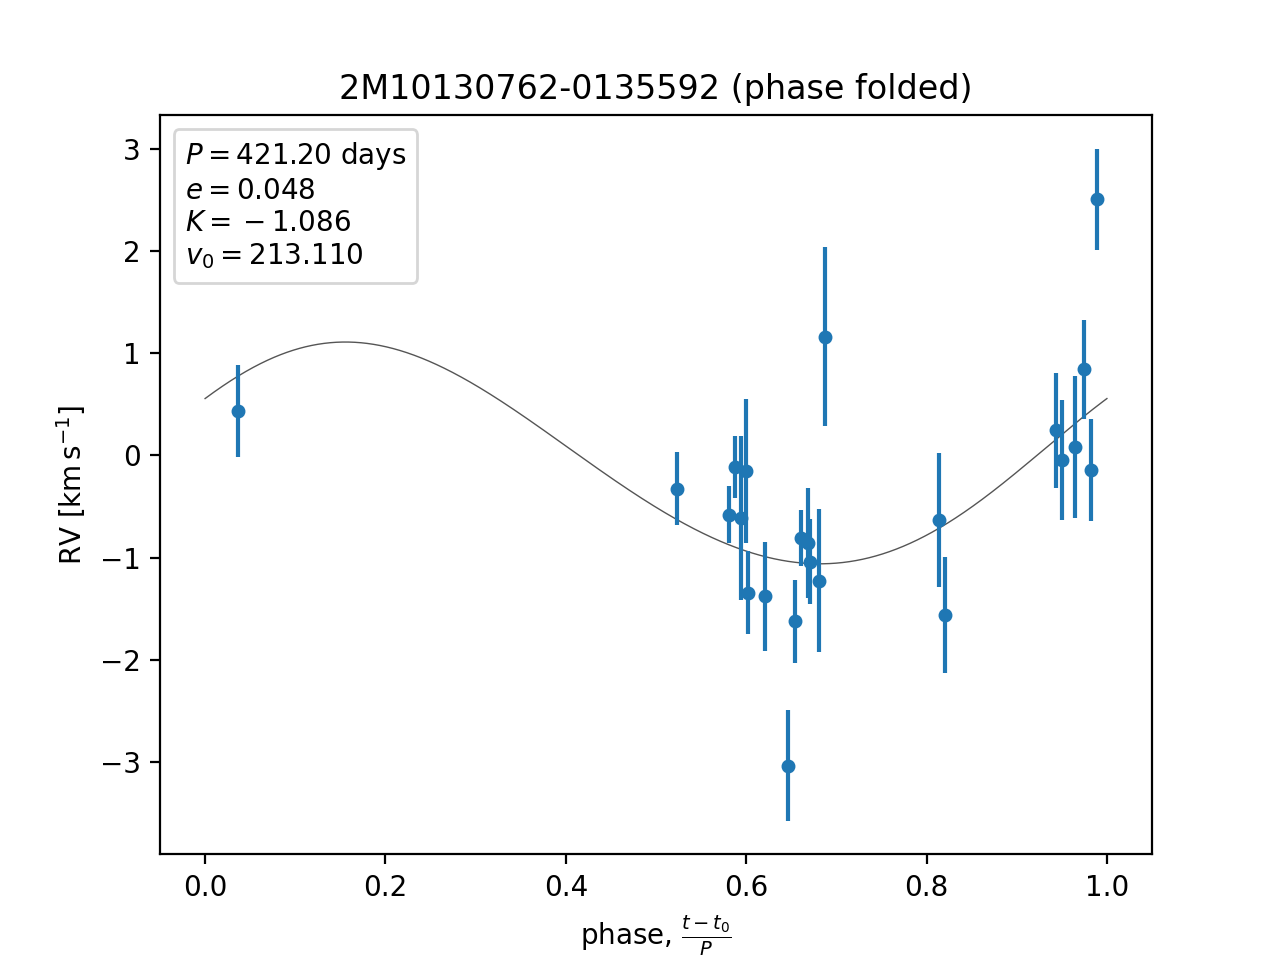 2M10130762-0135592 (phase folded)
P = 421.20 days
e = 0.048
K = −1.086
v₀ = 213.110
3
2
1
0
−1
−2
−3
RV [km s⁻¹]
0.0 0.2 0.4 0.6 0.8 1.0
phase, (t − t₀)/P